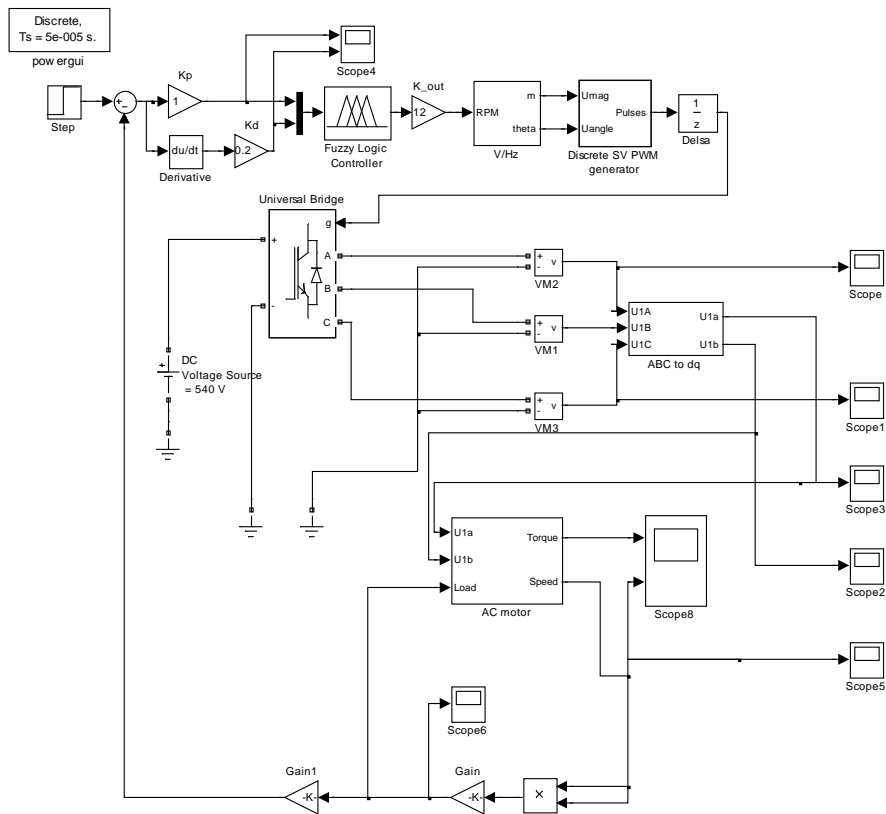 Discrete,
Ts = 5e-005 s.
pow ergui
Scope4
Kp
1
K_out
12
Step
du/dt
Derivative
Kd
0.2
Fuzzy Logic
Controller
RPM
m
theta
V/Hz
Umag
Uangle
Pulses
Discrete SV PWM
generator
1
z
Delsa
Universal Bridge
g
+
A
B
-
C
+
-
v
VM2
+
-
v
VM1
+
-
v
VM3
U1A
U1B
U1C
U1a
U1b
ABC to dq
Scope
+
DC
Voltage Source
= 540 V
Scope1
Scope3
U1a
U1b
Load
Torque
Speed
AC motor
Scope8
Scope2
Scope5
Scope6
Gain1
-K-
Gain
-K-
×